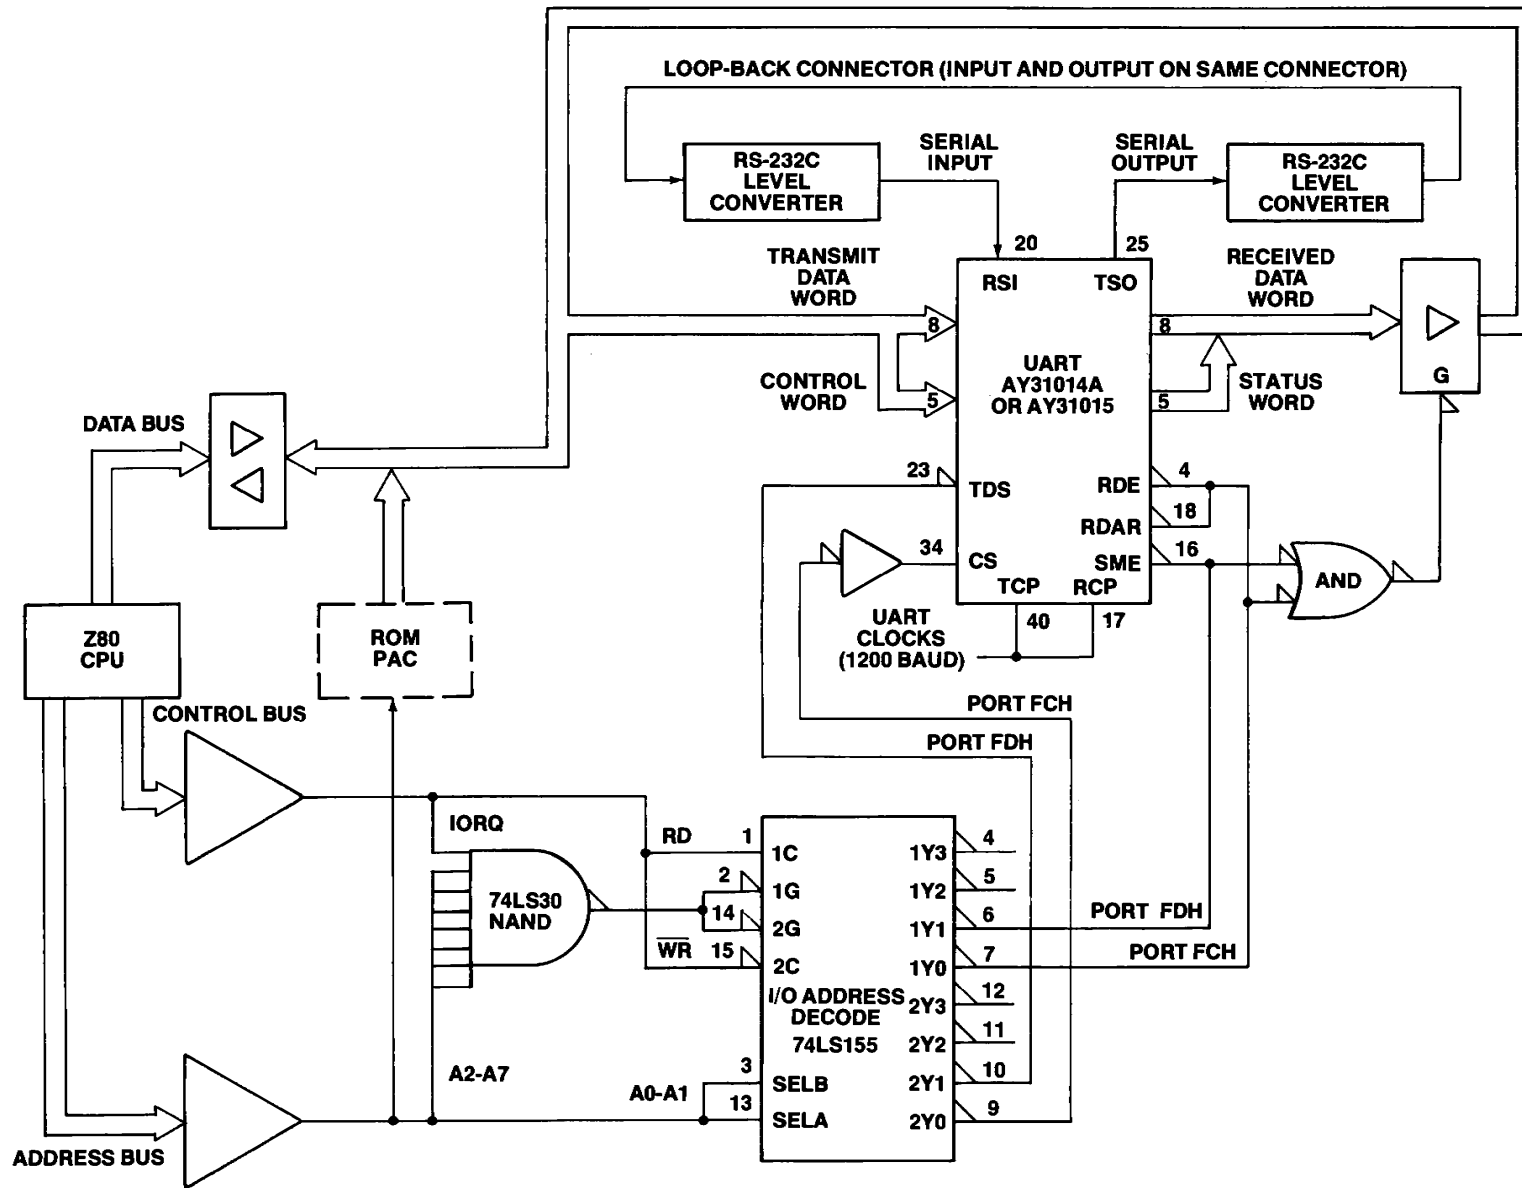 LOOP-BACK CONNECTOR (INPUT AND OUTPUT ON SAME CONNECTOR)
RS-232C
LEVEL
CONVERTER
SERIAL
INPUT
SERIAL
OUTPUT
RS-232C
LEVEL
CONVERTER
20
25
TRANSMIT
DATA
WORD
RSI
TSO
RECEIVED
DATA
WORD
8
8
UART
AY31014A
OR AY31015
G
CONTROL
WORD
5
5
STATUS
WORD
DATA BUS
23
TDS
RDE
4
RDAR
18
34
CS
SME
16
AND
TCP
RCP
40
17
UART
CLOCKS
(1200 BAUD)
Z80
CPU
ROM
PAC
CONTROL BUS
PORT FCH
PORT FDH
IORQ
RD
1
1C
1Y3
4
74LS30
NAND
2
1G
1Y2
5
14
2G
1Y1
6
PORT FDH
WR
15
2C
1Y0
7
PORT FCH
I/O ADDRESS
DECODE
74LS155
2Y3
12
2Y2
11
A2-A7
A0-A1
3
SELB
2Y1
10
13
SELA
2Y0
9
ADDRESS BUS